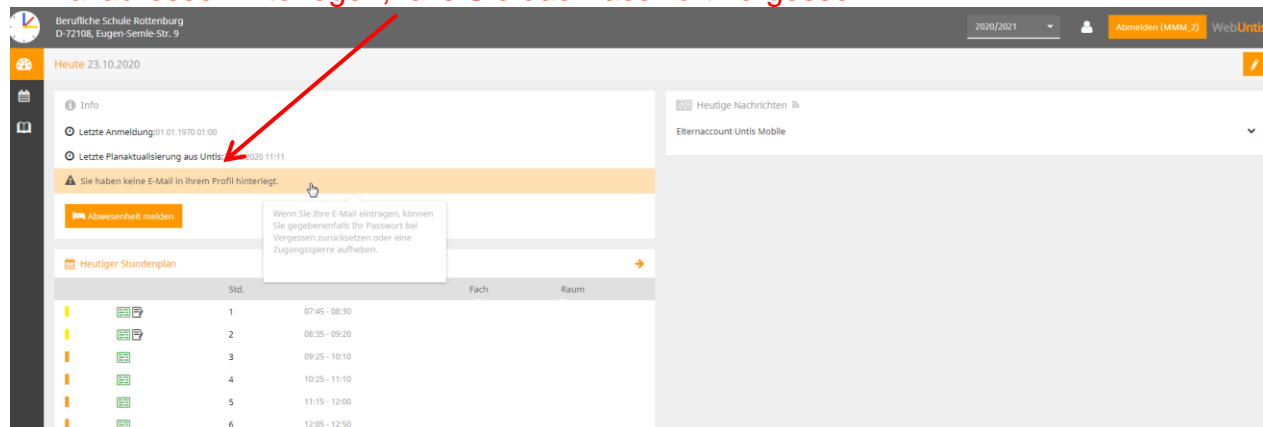 Berufliche Schule Rottenburg
D-72108, Eugen-Semle-Str. 9
2020/2021
Abmelden (MMM_2)
WebUntis
Heute 23.10.2020
Info
Letzte Anmeldung: 01.01.1970 01:00
Letzte Planaktualisierung aus Untis: 2020 11:11
Sie haben keine E-Mail in ihrem Profil hinterlegt.
Abwesenheit melden
Wenn Sie Ihre E-Mail eintragen, können
Sie gegebenenfalls Ihr Passwort bei
Vergessen zurücksetzen oder eine
Zugangssperre aufheben.
Heutige Nachrichten
Elternaccount Untis Mobile
Heutiger Stundenplan
Std. Fach Raum
1 07:45 - 08:30
2 08:35 - 09:20
3 09:25 - 10:10
4 10:25 - 11:10
5 11:15 - 12:00
6 12:05 - 12:50